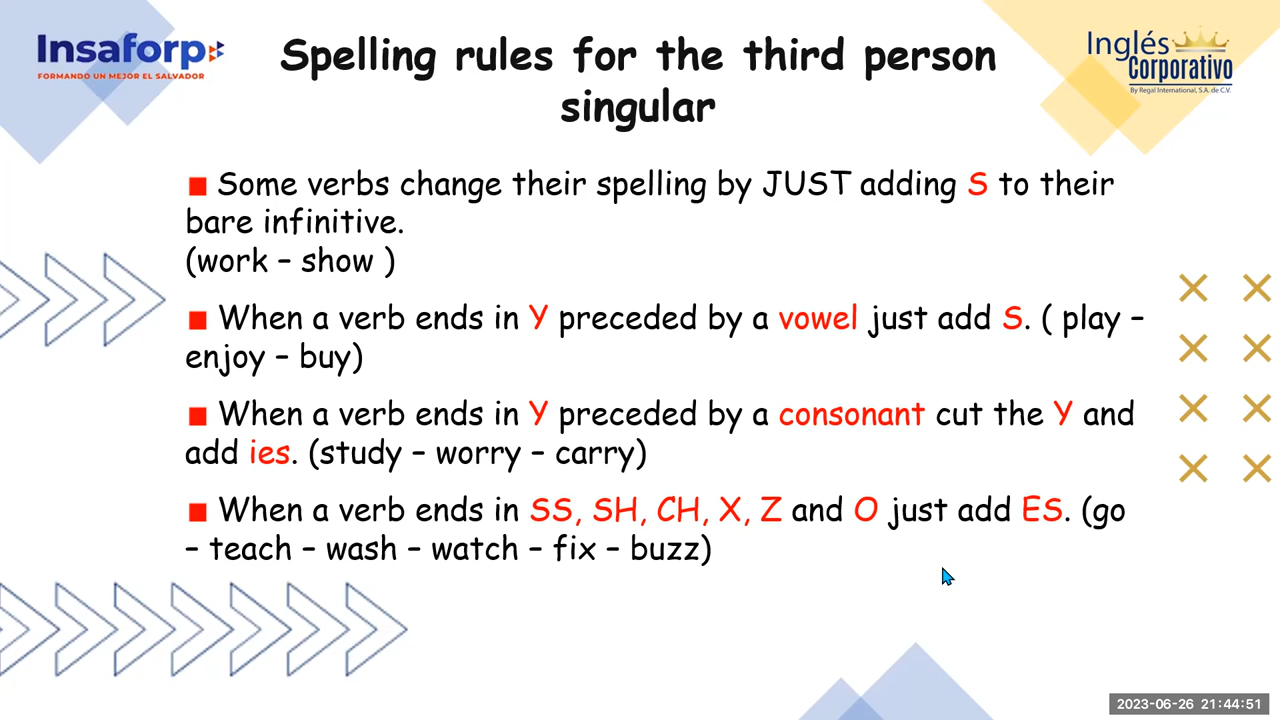 Insaforp
FORMANDO UN MEJOR EL SALVADOR
Spelling rules for the third person
singular
Inglés
Corporativo
By Regal International, S.A. de C.V.
■ Some verbs change their spelling by JUST adding S to their
bare infinitive.
(work – show )
■ When a verb ends in Y preceded by a vowel just add S. ( play –
enjoy – buy)
■ When a verb ends in Y preceded by a consonant cut the Y and
add ies. (study – worry – carry)
■ When a verb ends in SS, SH, CH, X, Z and O just add ES. (go
– teach – wash – watch – fix – buzz)
2023-06-26 21:44:51